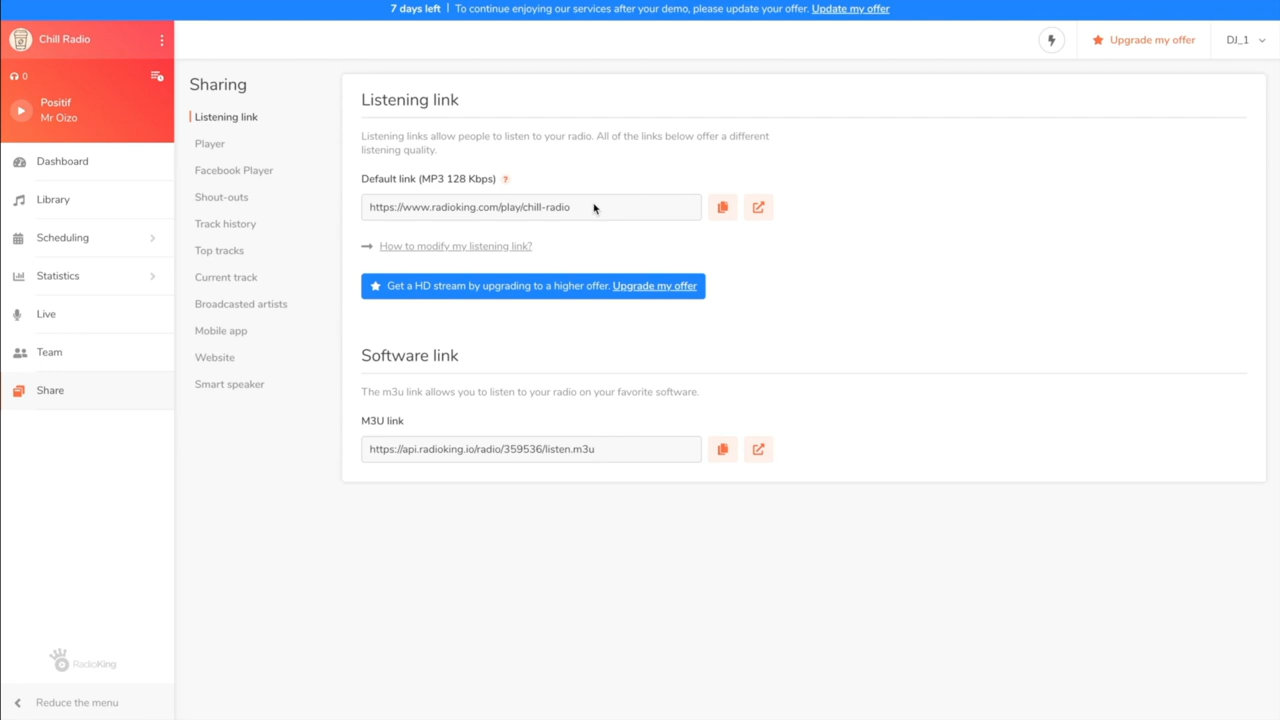 7 days left | To continue enjoying our services after your demo, please update your offer. Update my offer
Chill Radio
Upgrade my offer
DJ_1
0
Positif
Mr Oizo
Dashboard
Library
Scheduling
Statistics
Live
Team
Share
RadioKing
Reduce the menu
Sharing
Listening link
Player
Facebook Player
Shout-outs
Track history
Top tracks
Current track
Broadcasted artists
Mobile app
Website
Smart speaker
Listening link
Listening links allow people to listen to your radio. All of the links below offer a different
listening quality.
Default link (MP3 128 Kbps) ?
https://www.radioking.com/play/chill-radio
How to modify my listening link?
Get a HD stream by upgrading to a higher offer. Upgrade my offer
Software link
The m3u link allows you to listen to your radio on your favorite software.
M3U link
https://api.radioking.io/radio/359536/listen.m3u